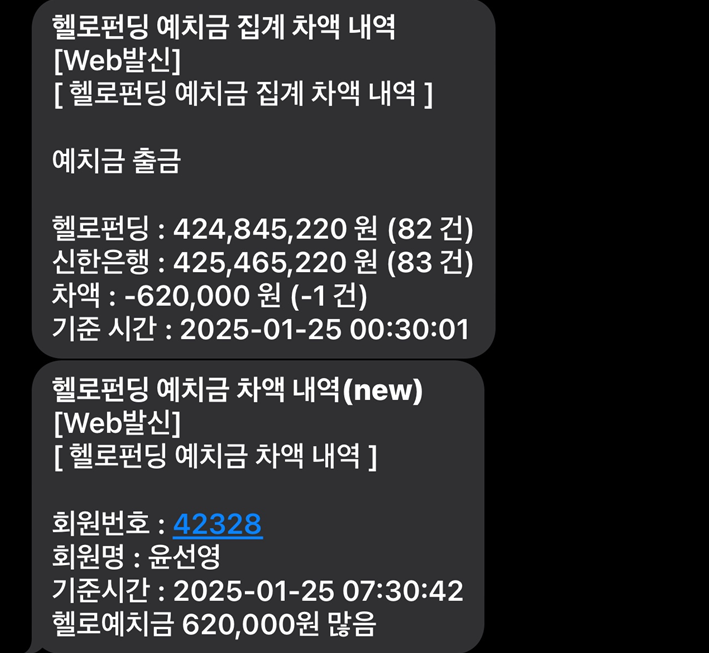 헬로펀딩 예치금 집계 차액 내역
[Web발신]
[ 헬로펀딩 예치금 집계 차액 내역 ]
예치금 출금
헬로펀딩 : 424,845,220 원 (82 건)
신한은행 : 425,465,220 원 (83 건)
차액 : -620,000 원 (-1 건)
기준 시간 : 2025-01-25 00:30:01
헬로펀딩 예치금 차액 내역(new)
[Web발신]
[ 헬로펀딩 예치금 차액 내역 ]
회원번호 : 42328
회원명 : 윤선영
기준시간 : 2025-01-25 07:30:42
헬로예치금 620,000원 많음